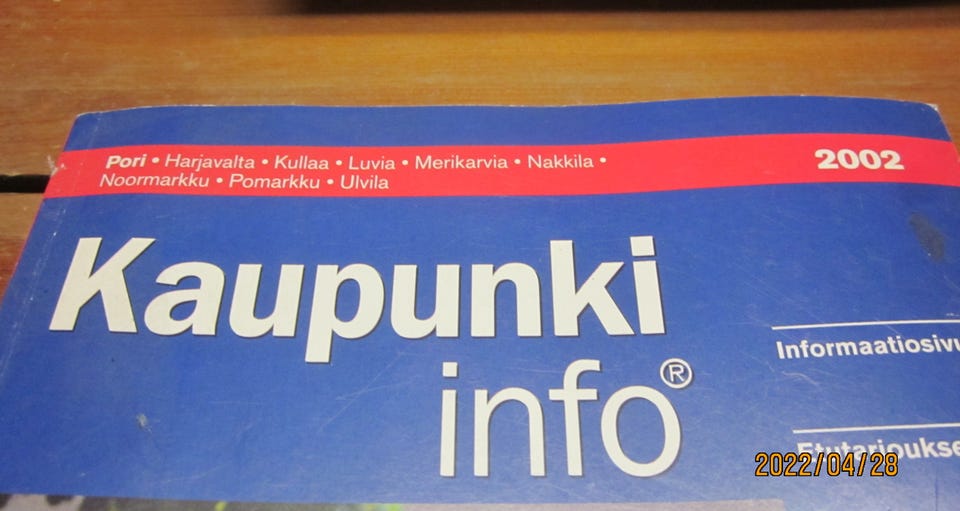 Pori • Harjavalta • Kullaa • Luvia • Merikarvia • Nakkila •
Noormarkku • Pomarkku • Ulvila
2002
Kaupunki
info®
2022/04/28